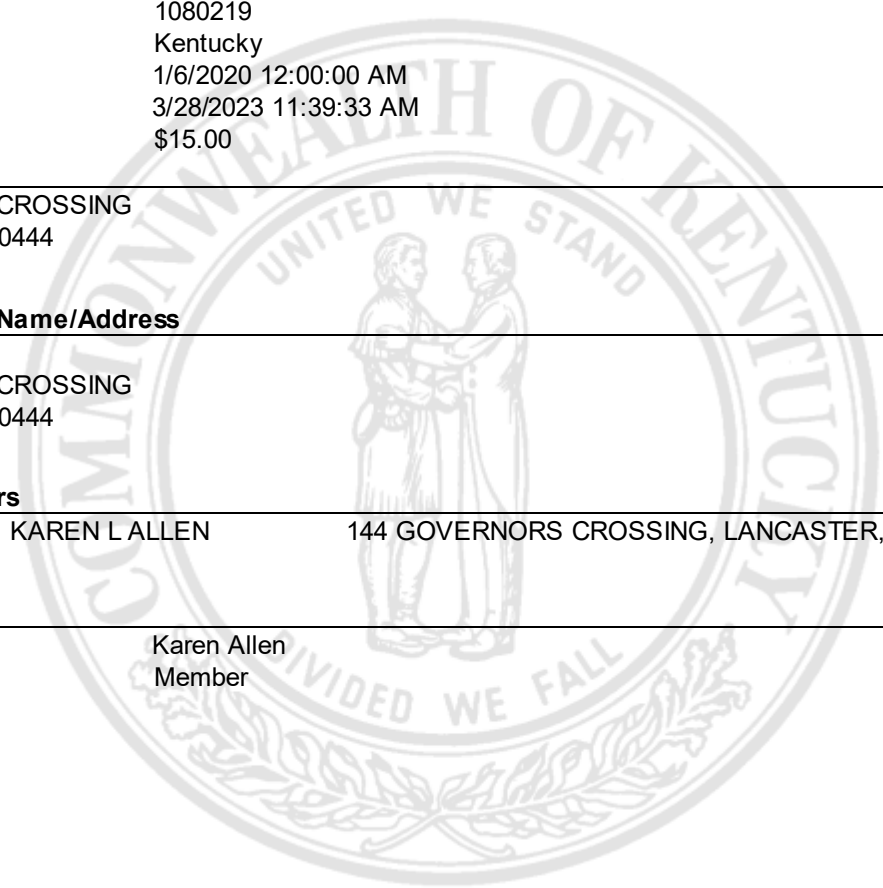 1080219
Kentucky
1/6/2020 12:00:00 AM
3/28/2023 11:39:33 AM
$15.00
CROSSING
0444
Name/Address
CROSSING
0444
rs
KAREN L ALLEN 144 GOVERNORS CROSSING, LANCASTER,
Karen Allen
Member
COMMONWEALTH OF KENTUCKY
UNITED WE STAND
DIVIDED WE FALL